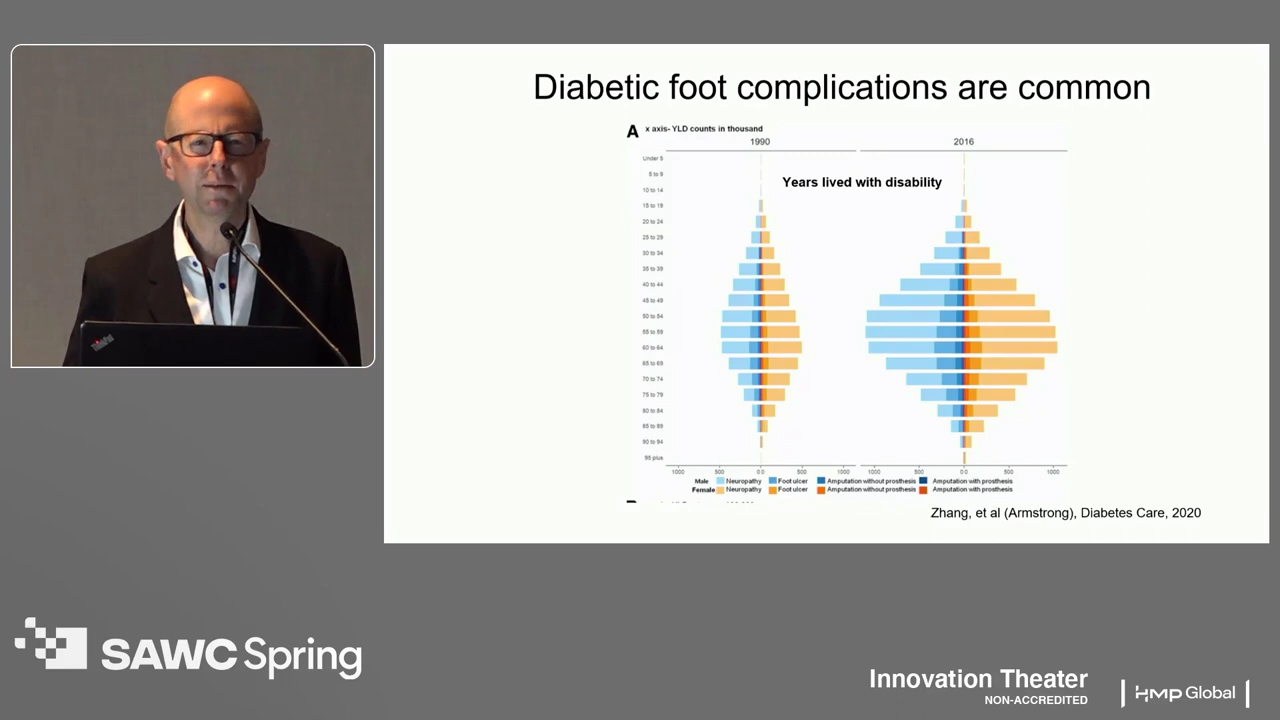 Diabetic foot complications are common
A x axis- YLD counts in thousand
1990 2016
Years lived with disability
Under 5
5 to 9
10 to 14
15 to 19
20 to 24
25 to 29
30 to 34
35 to 39
40 to 44
45 to 49
50 to 54
55 to 59
60 to 64
65 to 69
70 to 74
75 to 79
80 to 84
85 to 89
90 to 94
95 plus
1000 500 0 0 500 1000 1000 500 0 0 500 1000
Male Neuropathy Foot ulcer Amputation without prosthesis Amputation with prosthesis
Female Neuropathy Foot ulcer Amputation without prosthesis Amputation with prosthesis
Zhang, et al (Armstrong), Diabetes Care, 2020
ThinkPad
SAWC Spring
Innovation Theater
NON-ACCREDITED
HMP Global